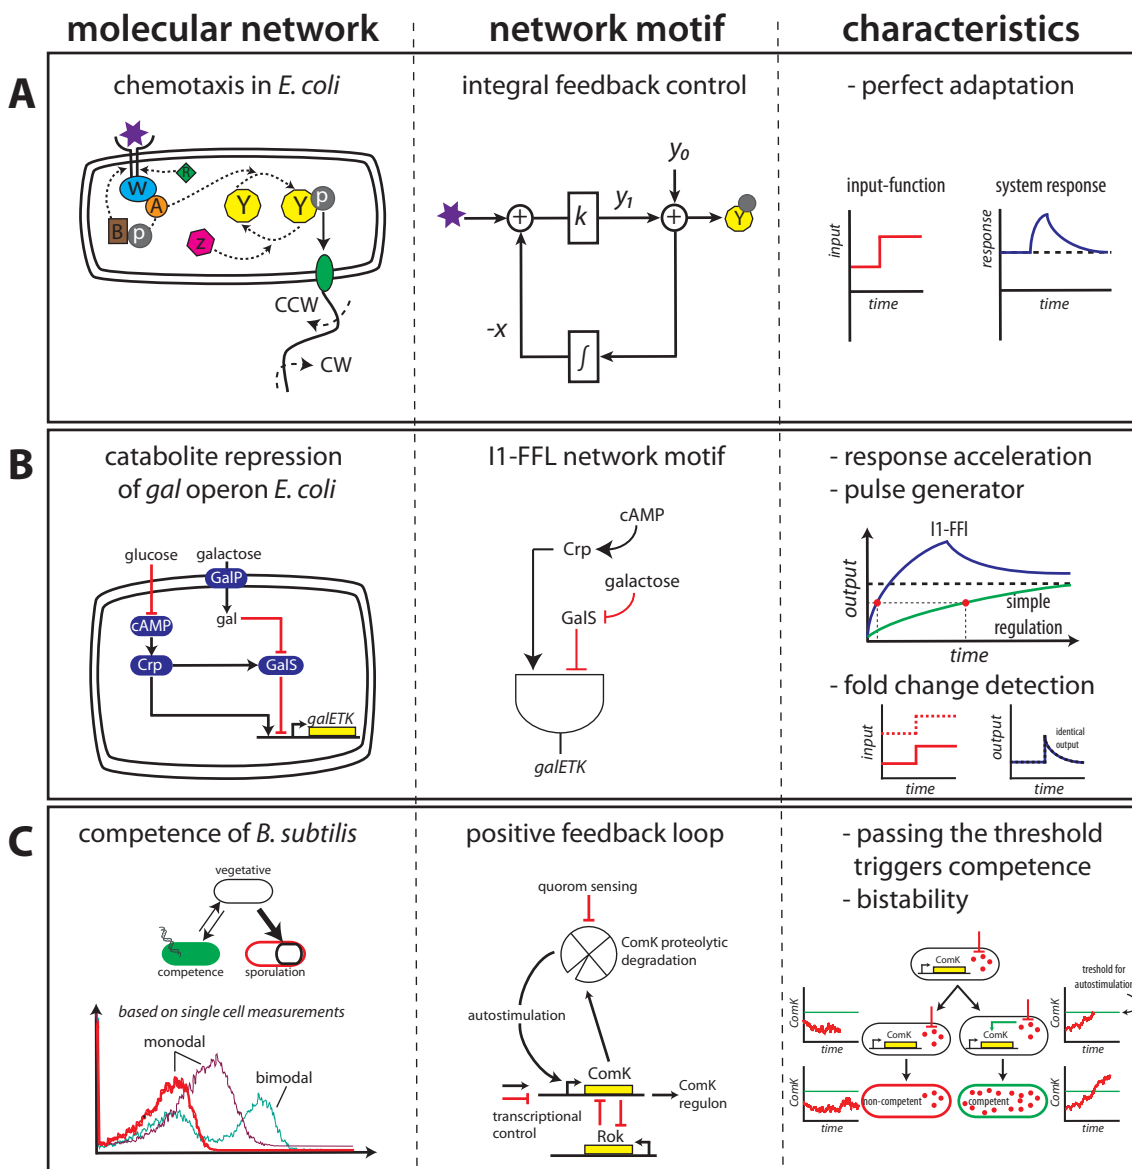 molecular network
network motif
characteristics
A
chemotaxis in E. coli
integral feedback control
- perfect adaptation
W
R
A
B
p
Y
Y
p
z
CCW
CW
y0
k
y1
Y
-x
∫
input-function
system response
input
time
response
time
B
catabolite repression
of gal operon E. coli
I1-FFL network motif
- response acceleration
- pulse generator
glucose
galactose
GalP
cAMP
gal
Crp
GalS
galETK
cAMP
Crp
galactose
GalS
galETK
I1-FFl
output
simple
regulation
time
- fold change detection
input
time
output
identical
output
time
C
competence of B. subtilis
positive feedback loop
- passing the threshold
triggers competence
- bistability
vegetative
competence
sporulation
based on single cell measurements
monodal
bimodal
quorom sensing
ComK proteolytic
degradation
autostimulation
ComK
ComK
regulon
transcriptional
control
Rok
ComK
treshold for
autostimulation
ComK
time
ComK
ComK
ComK
time
ComK
time
non-competent
competent
ComK
time